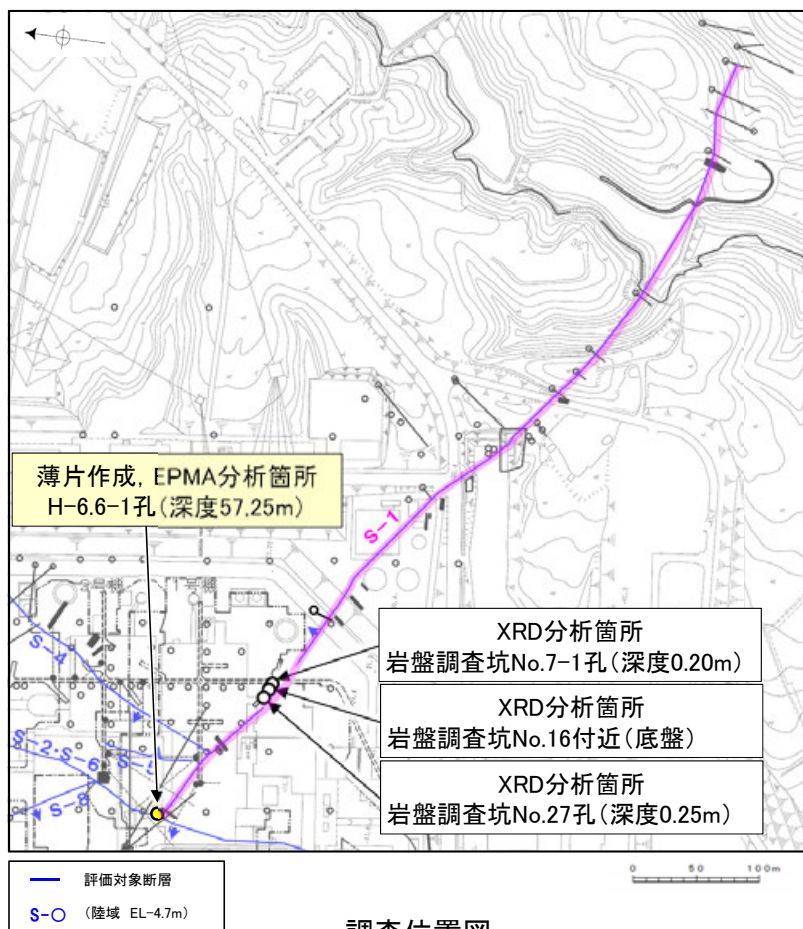 薄片作成, EPMA分析箇所
H-6.6-1孔(深度57.25m)
S-1
XRD分析箇所
岩盤調査坑No.7-1孔(深度0.20m)
XRD分析箇所
岩盤調査坑No.16付近(底盤)
XRD分析箇所
岩盤調査坑No.27孔(深度0.25m)
S-4
S-2・S-6
S-8
評価対象断層
S-○ (陸域 EL-4.7m)
0 50 100m
調査位置図